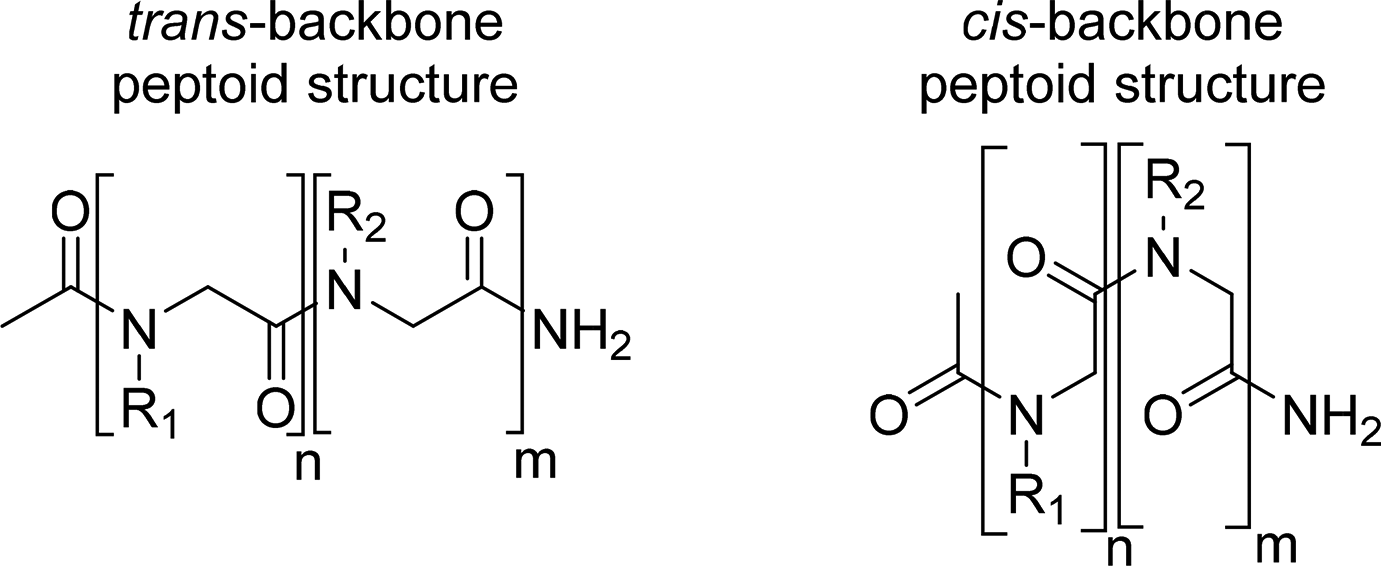 trans-backbone
peptoid structure
O
R2
O
N
N
NH2
R1
O
n
m
cis-backbone
peptoid structure
R2
O
N
O
N
O
NH2
R1
n
m